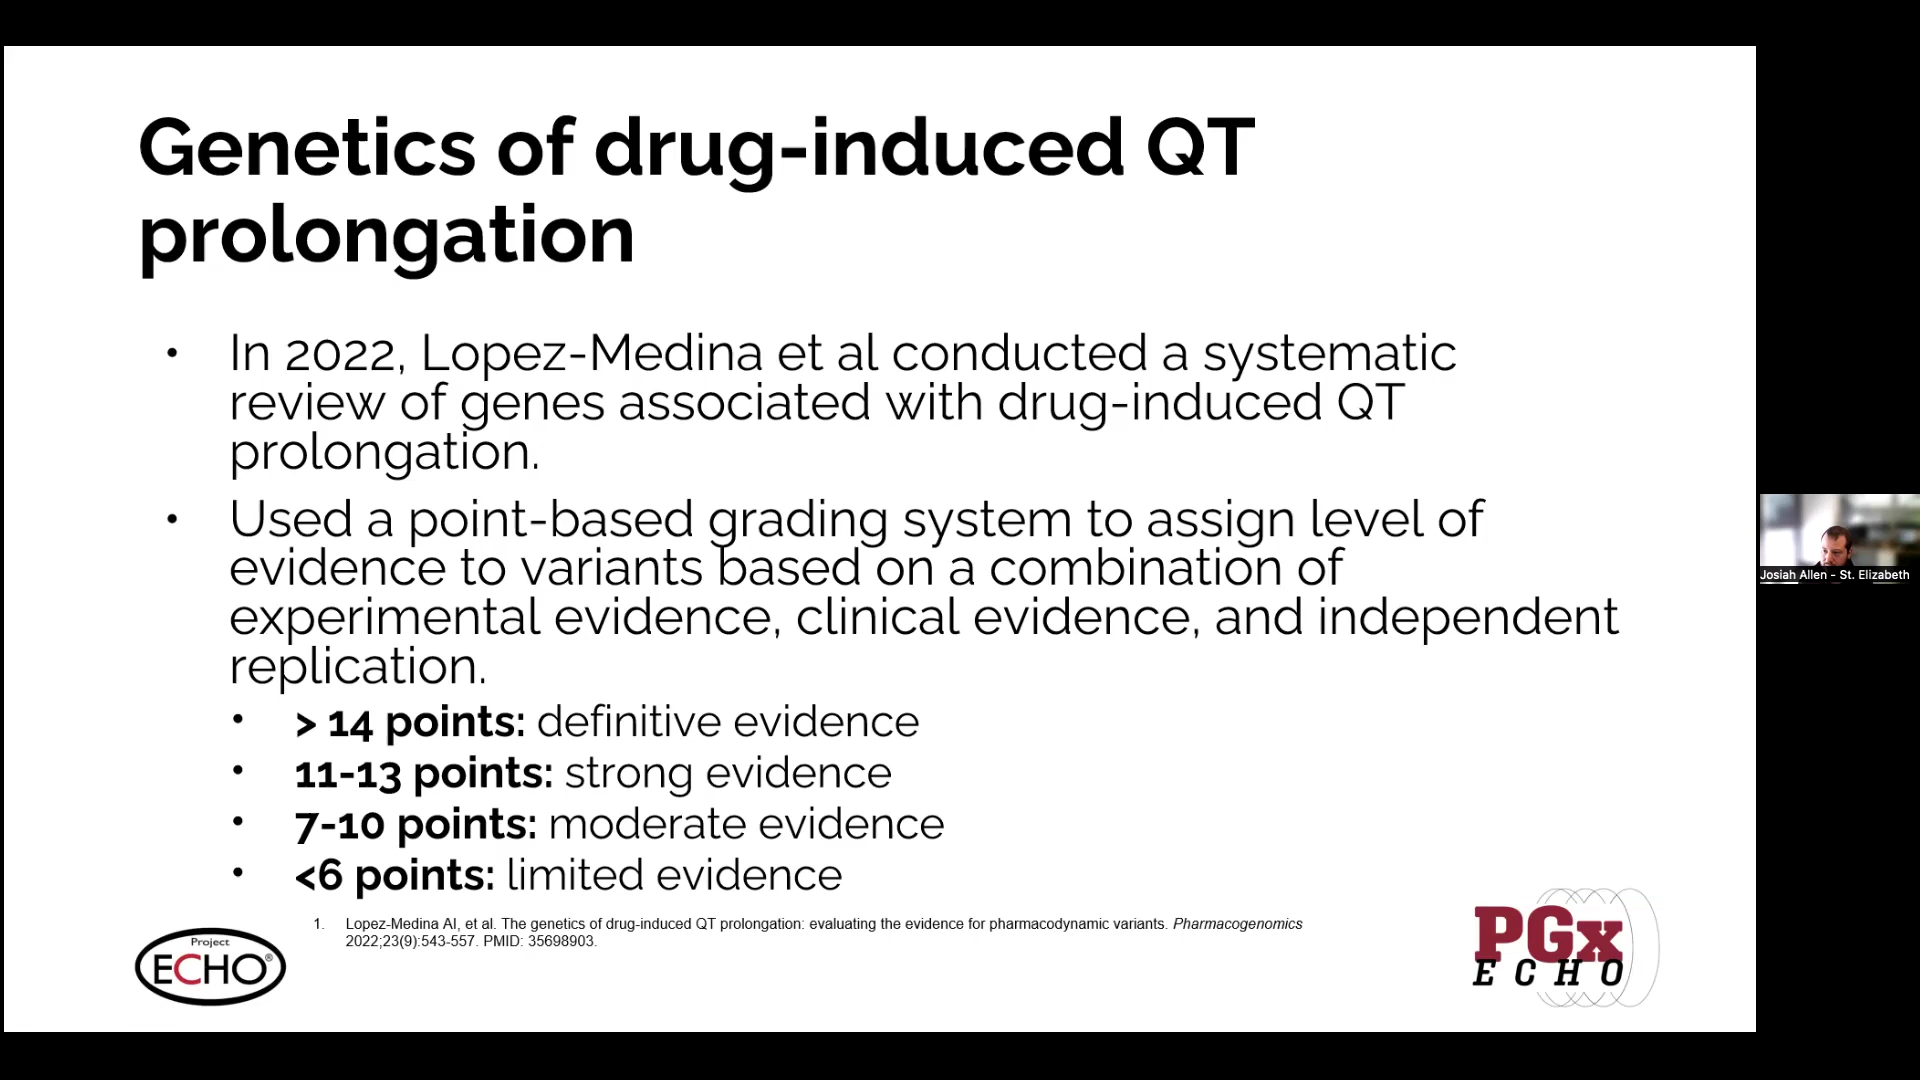 Genetics of drug-induced QT
prolongation
• In 2022, Lopez-Medina et al conducted a systematic
review of genes associated with drug-induced QT
prolongation.
• Used a point-based grading system to assign level of
evidence to variants based on a combination of
experimental evidence, clinical evidence, and independent
replication.
• > 14 points: definitive evidence
• 11-13 points: strong evidence
• 7-10 points: moderate evidence
• <6 points: limited evidence
1. Lopez-Medina AI, et al. The genetics of drug-induced QT prolongation: evaluating the evidence for pharmacodynamic variants. Pharmacogenomics
2022;23(9):543-557. PMID: 35698903.
Project
ECHO®
PGx
ECHO
Josiah Allen - St. Elizabeth